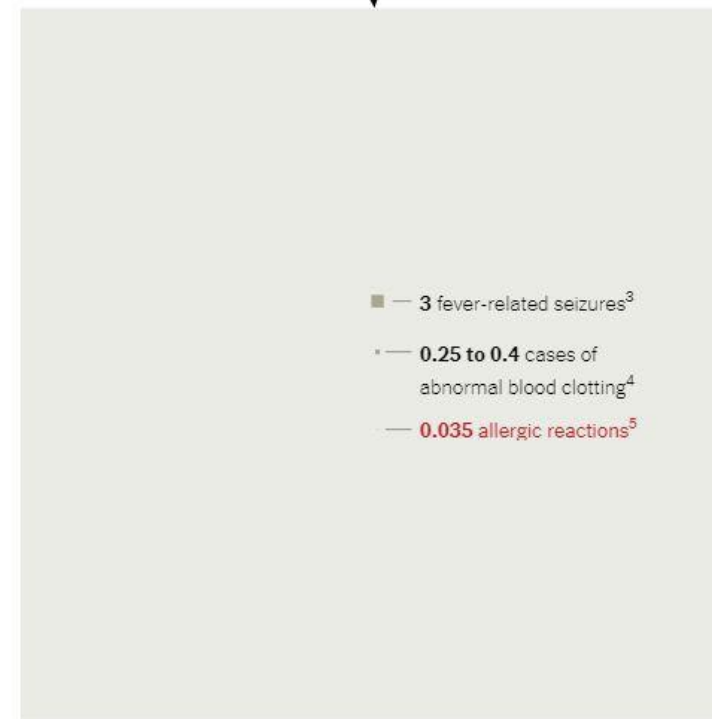 3 fever-related seizures³
0.25 to 0.4 cases of
abnormal blood clotting⁴
0.035 allergic reactions⁵